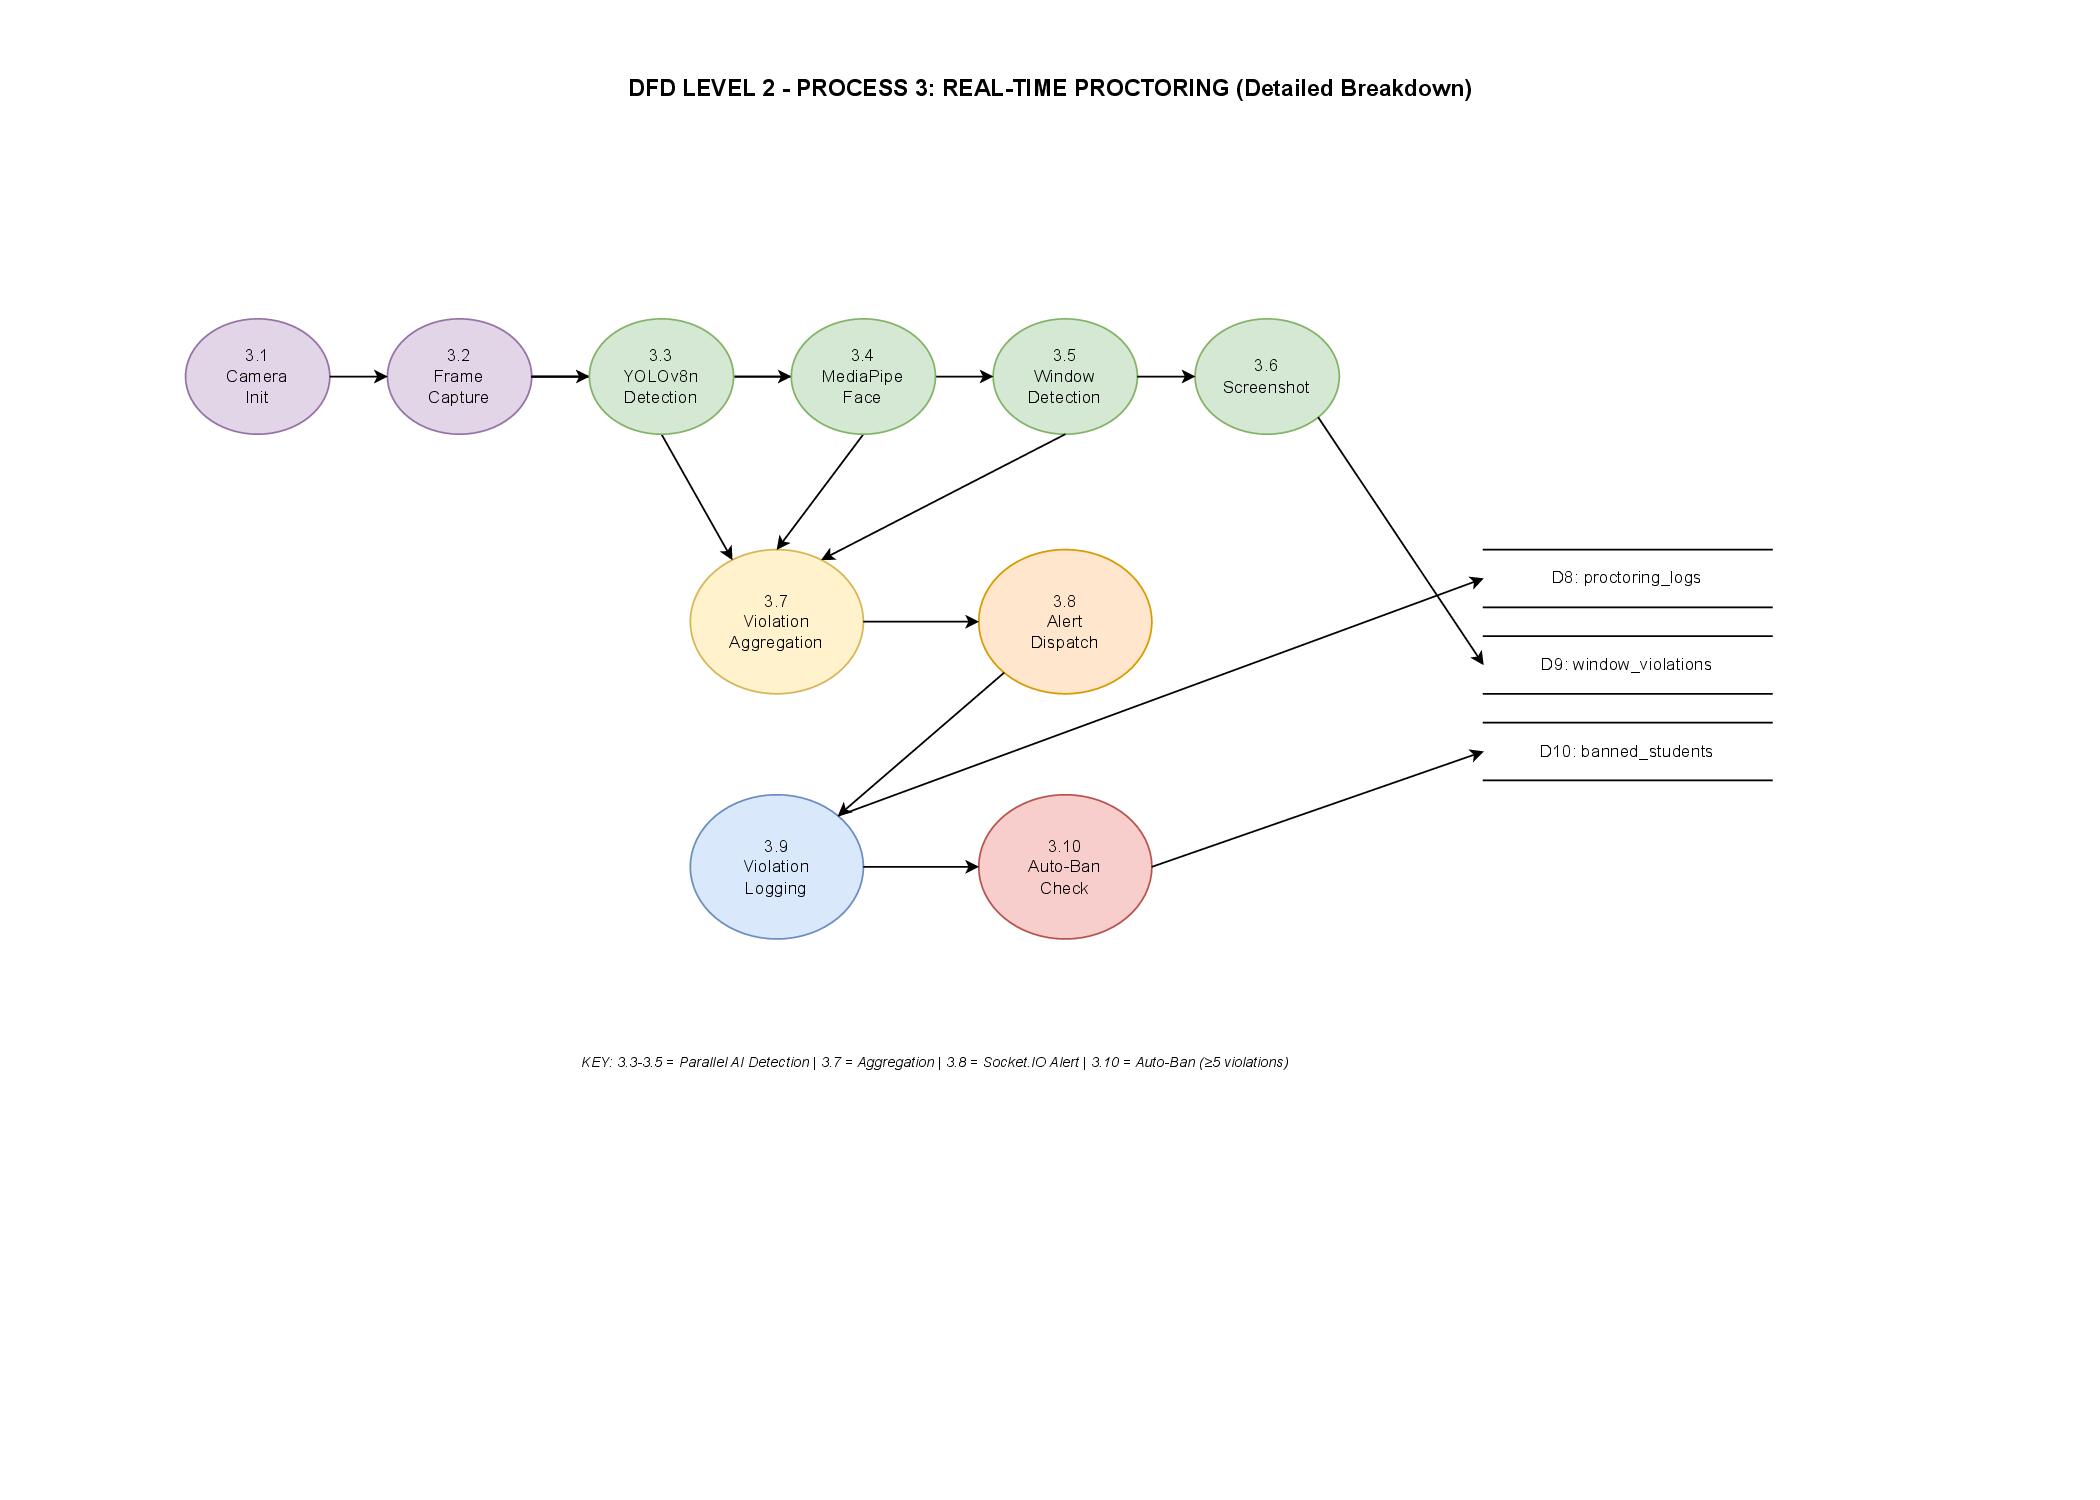 DFD LEVEL 2 - PROCESS 3: REAL-TIME PROCTORING (Detailed Breakdown)
3.1
Camera
Init
3.2
Frame
Capture
3.3
YOLOv8n
Detection
3.4
MediaPipe
Face
3.5
Window
Detection
3.6
Screenshot
3.7
Violation
Aggregation
3.8
Alert
Dispatch
D8: proctoring_logs
D9: window_violations
D10: banned_students
3.9
Violation
Logging
3.10
Auto-Ban
Check
KEY: 3.3-3.5 = Parallel AI Detection | 3.7 = Aggregation | 3.8 = Socket.IO Alert | 3.10 = Auto-Ban (≥5 violations)